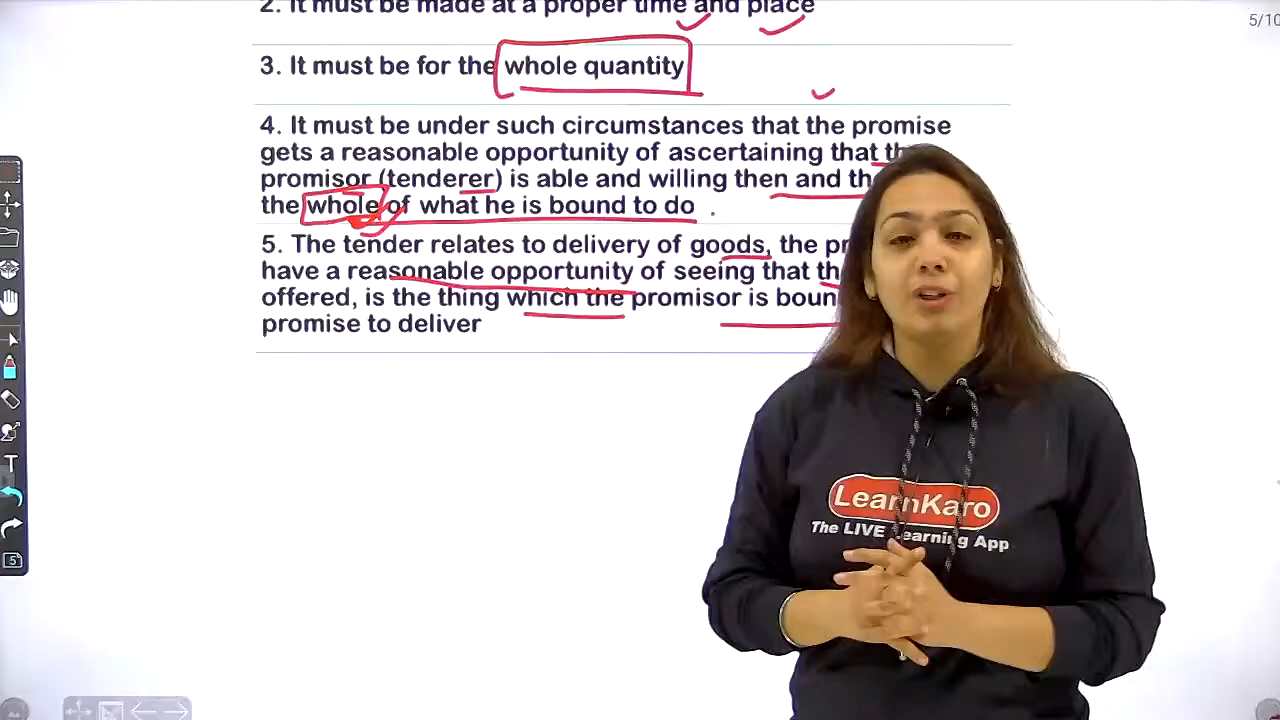 2. It must be made at a proper time and place
5/10
3. It must be for the whole quantity
4. It must be under such circumstances that the promise
gets a reasonable opportunity of ascertaining that
promisor (tenderer) is able and willing then and
the whole of what he is bound to do
5. The tender relates to delivery of goods, the
have a reasonable opportunity of seeing that
offered, is the thing which the promisor is
promise to deliver
LearnKaro
The LIVE Learning App
T
5